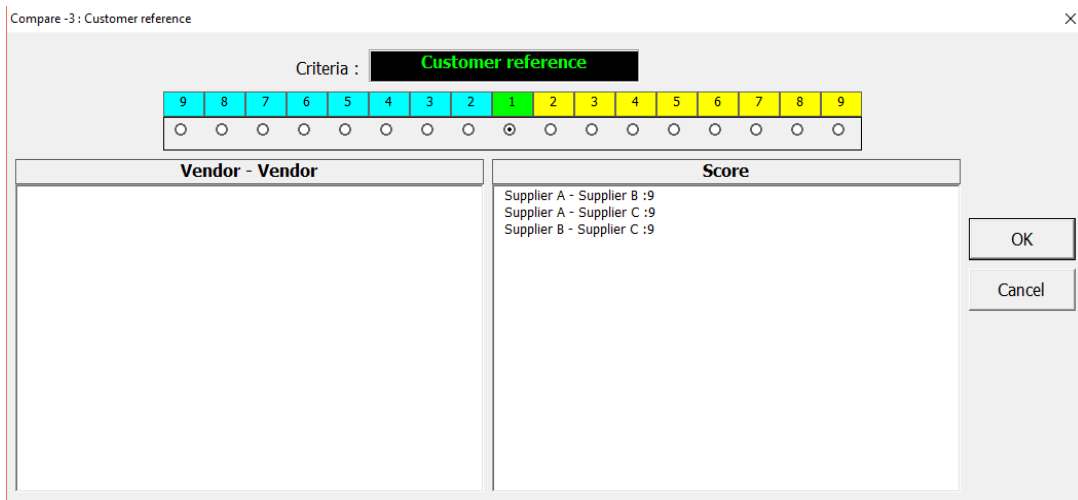 Compare -3 : Customer reference
Criteria : Customer reference
9 8 7 6 5 4 3 2 1 2 3 4 5 6 7 8 9
Vendor - Vendor Score
Supplier A - Supplier B :9
Supplier A - Supplier C :9
Supplier B - Supplier C :9
OK
Cancel